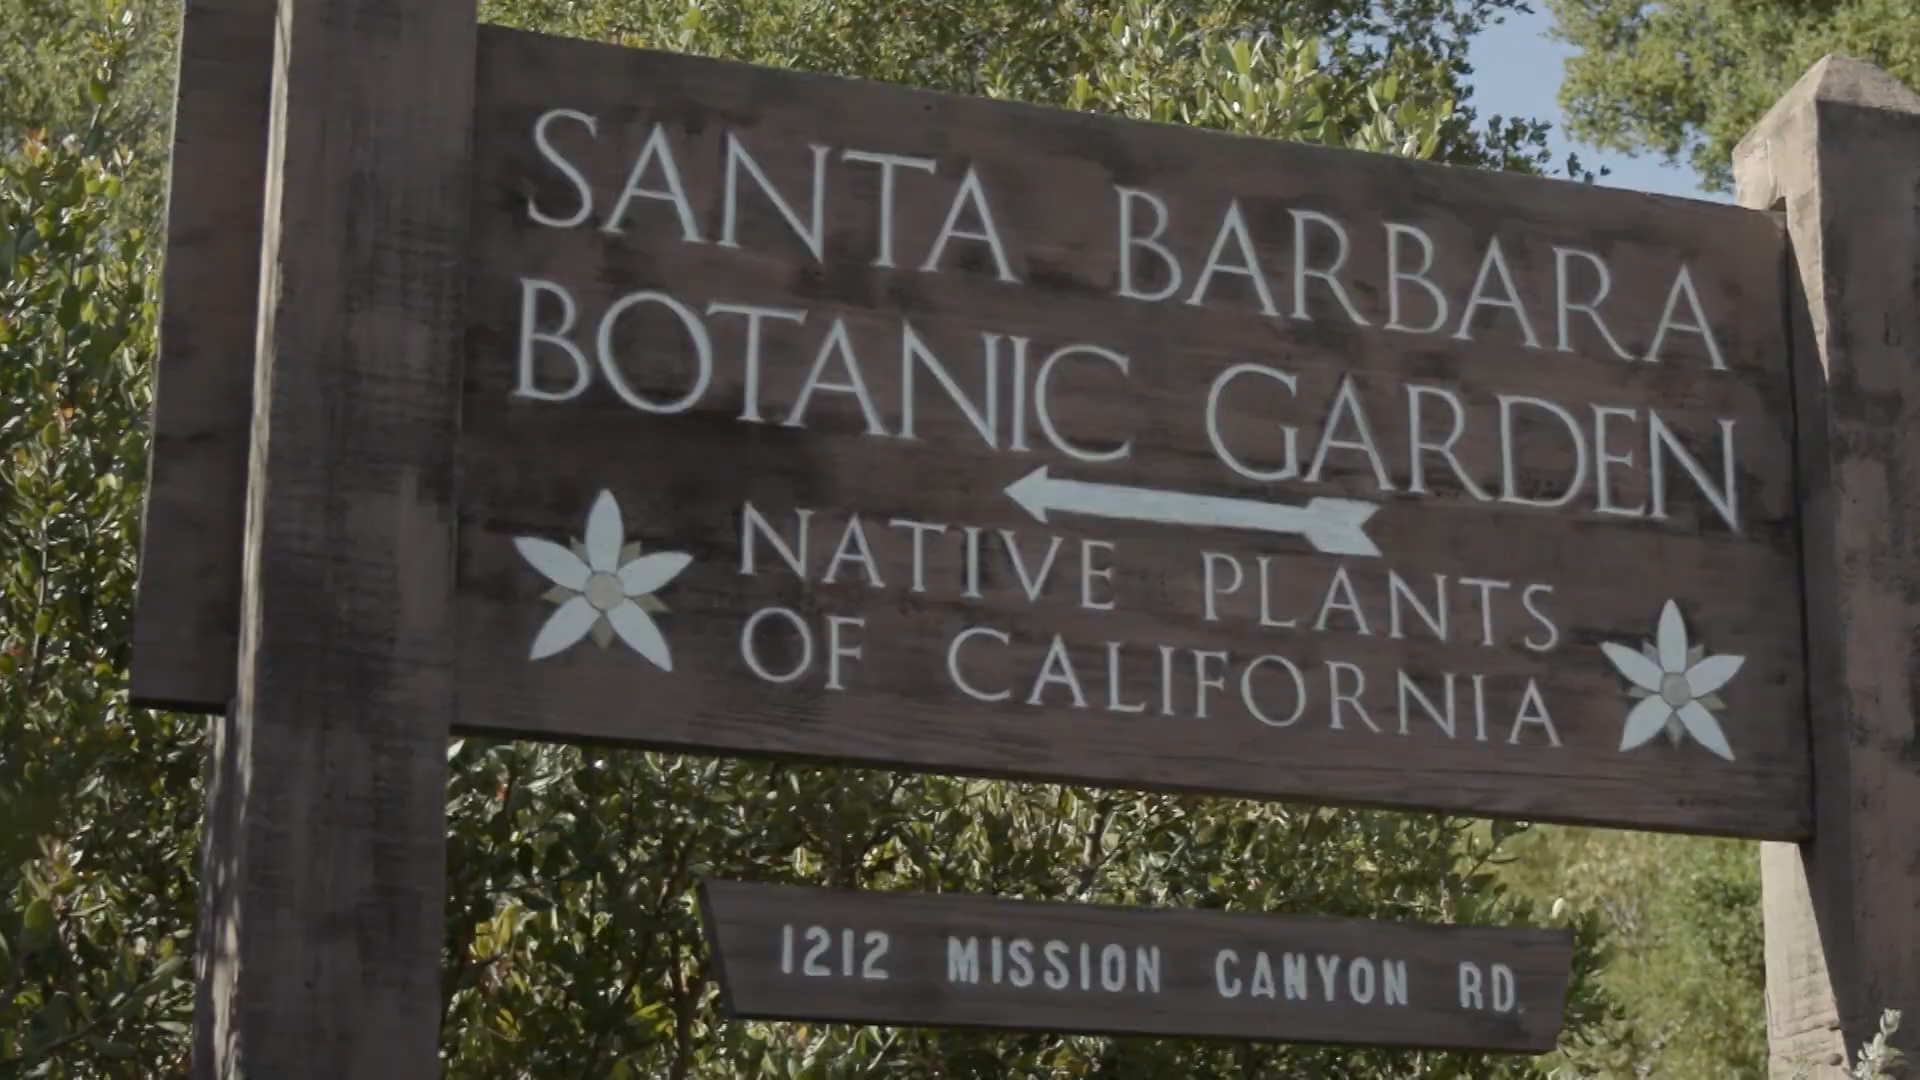 SANTA BARBARA
BOTANIC GARDEN
NATIVE PLANTS
OF CALIFORNIA
1212 MISSION CANYON RD.